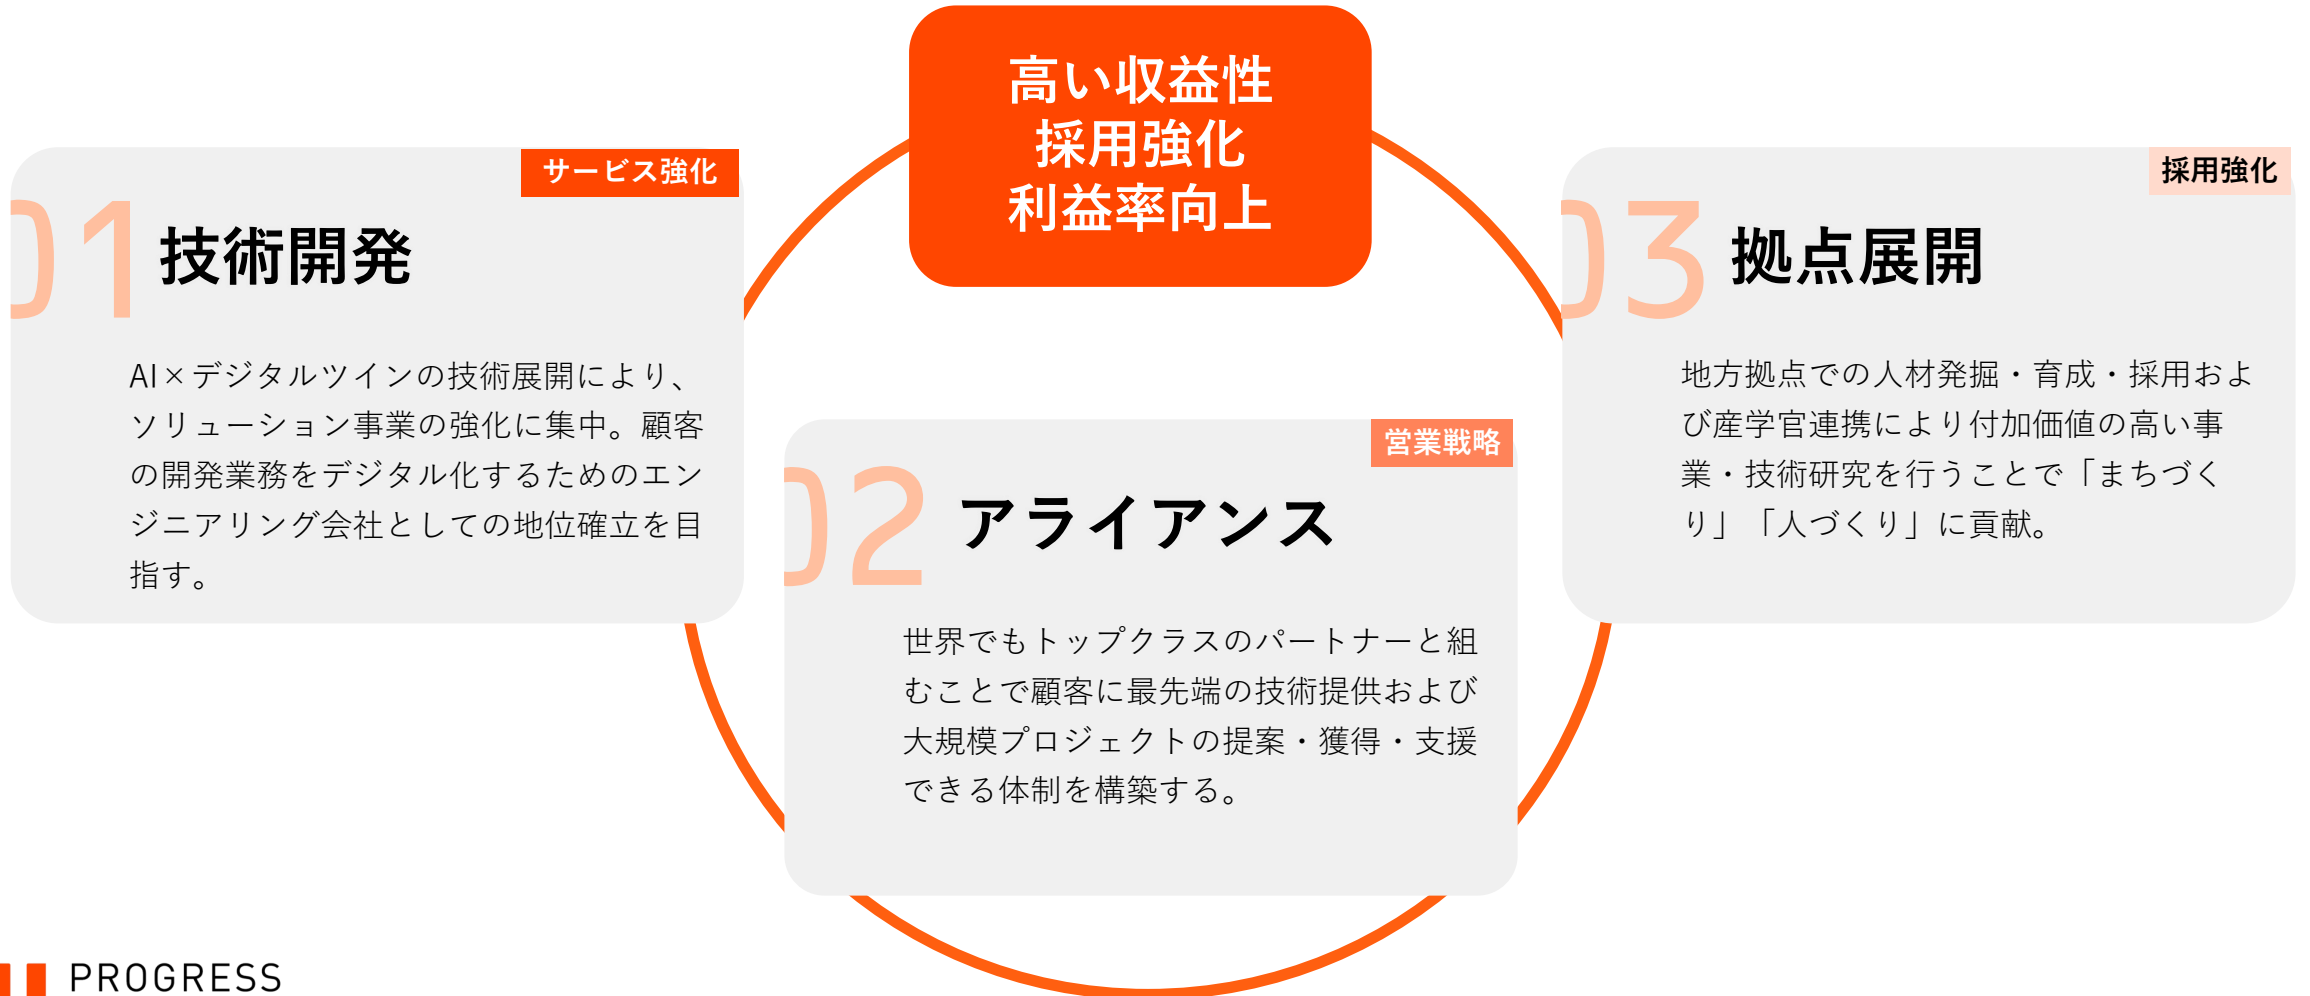 高い収益性
採用強化
利益率向上
サービス強化
01 技術開発
AI×デジタルツインの技術展開により、
ソリューション事業の強化に集中。顧客
の開発業務をデジタル化するためのエン
ジニアリング会社としての地位確立を目
指す。
営業戦略
02 アライアンス
世界でもトップクラスのパートナーと組
むことで顧客に最先端の技術提供および
大規模プロジェクトの提案・獲得・支援
できる体制を構築する。
採用強化
03 拠点展開
地方拠点での人材発掘・育成・採用およ
び産学官連携により付加価値の高い事
業・技術研究を行うことで「まちづく
り」「人づくり」に貢献。
PROGRESS